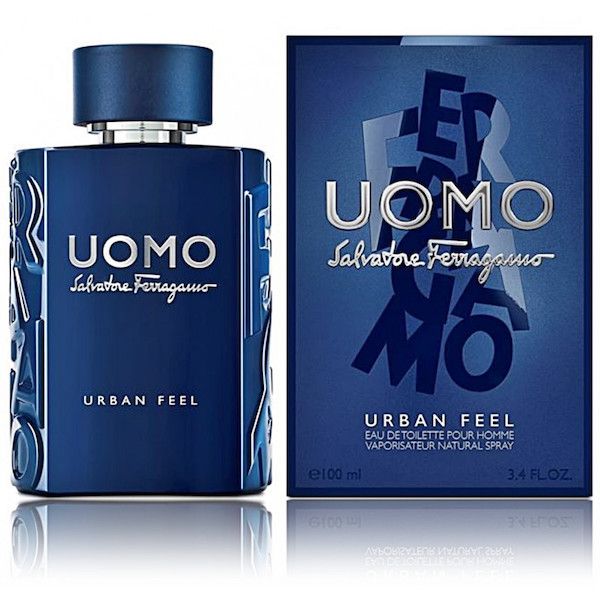 UOMO
Salvatore Ferragamo
URBAN FEEL
FERRAGAMO
UOMO
Salvatore Ferragamo
URBAN FEEL
EAU DE TOILETTE POUR HOMME
VAPORISATEUR NATURAL SPRAY
e100 ml 3,4 FL.OZ.